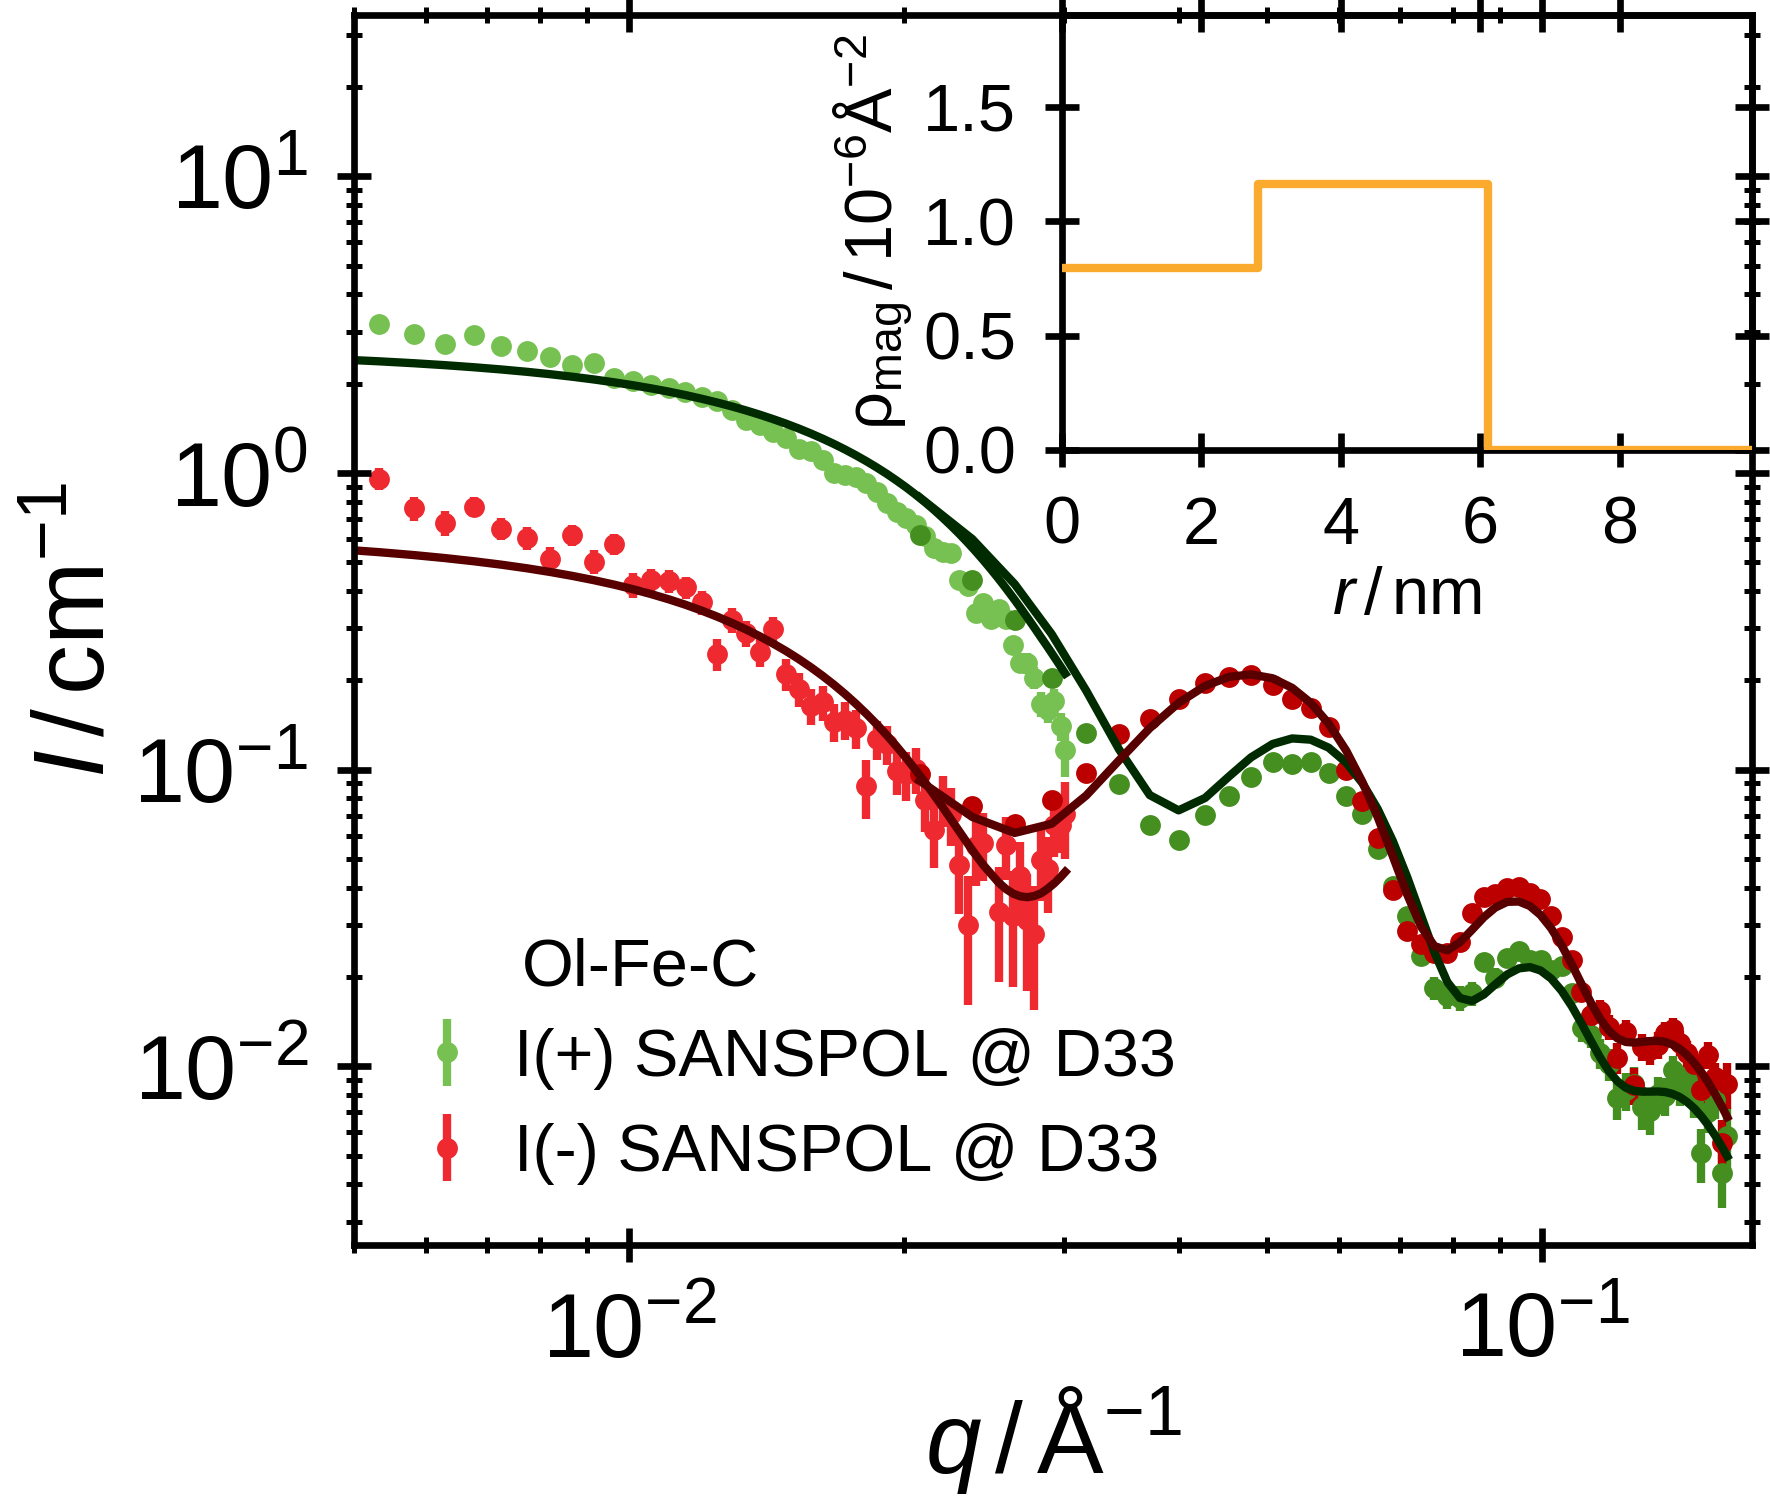 10¹
10⁰
10⁻¹
10⁻²
I / cm⁻¹
ρmag / 10⁻⁶Å⁻²
1.5
1.0
0.5
0.0
0 2 4 6 8
r / nm
Ol-Fe-C
I(+) SANSPOL @ D33
I(-) SANSPOL @ D33
10⁻² 10⁻¹
q / Å⁻¹